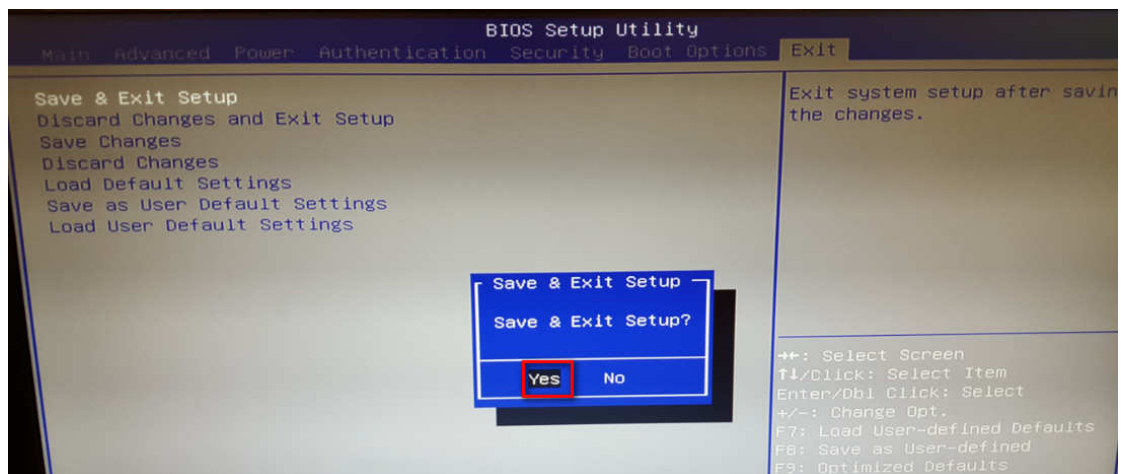 BIOS Setup Utility
Main Advanced Power Authentication Security Boot Options Exit
Save & Exit Setup
Discard Changes and Exit Setup
Save Changes
Discard Changes
Load Default Settings
Save as User Default Settings
Load User Default Settings
Exit system setup after savin
the changes.
Save & Exit Setup
Save & Exit Setup?
Yes No
→←: Select Screen
↑↓/Click: Select Item
Enter/Dbl Click: Select
+/-: Change Opt.
F7: Load User-defined Defaults
F8: Save as User-defined
F9: Optimized Defaults